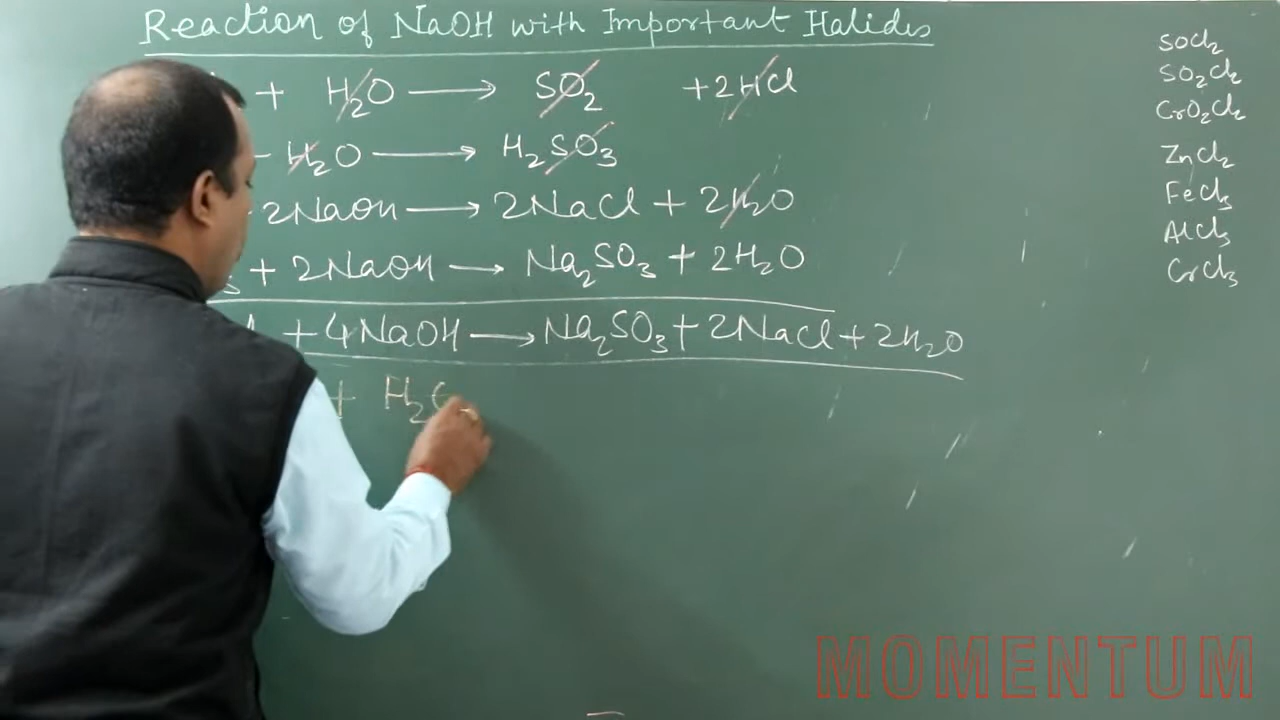 Reaction of NaOH with Important Halides
+ H₂O ⟶ SO₂ +2HCl
- H₂O ⟶ H₂SO₃
2NaOH ⟶ 2NaCl + 2H₂O
+ 2NaOH ⟶ Na₂SO₃ + 2H₂O
+ 4NaOH ⟶ Na₂SO₃ + 2NaCl + 2H₂O
+ H₂
SOCl₂
SO₂Cl₂
CrO₂Cl₂
ZnCl₂
FeCl₃
AlCl₃
CrCl₃
MOMENTUM